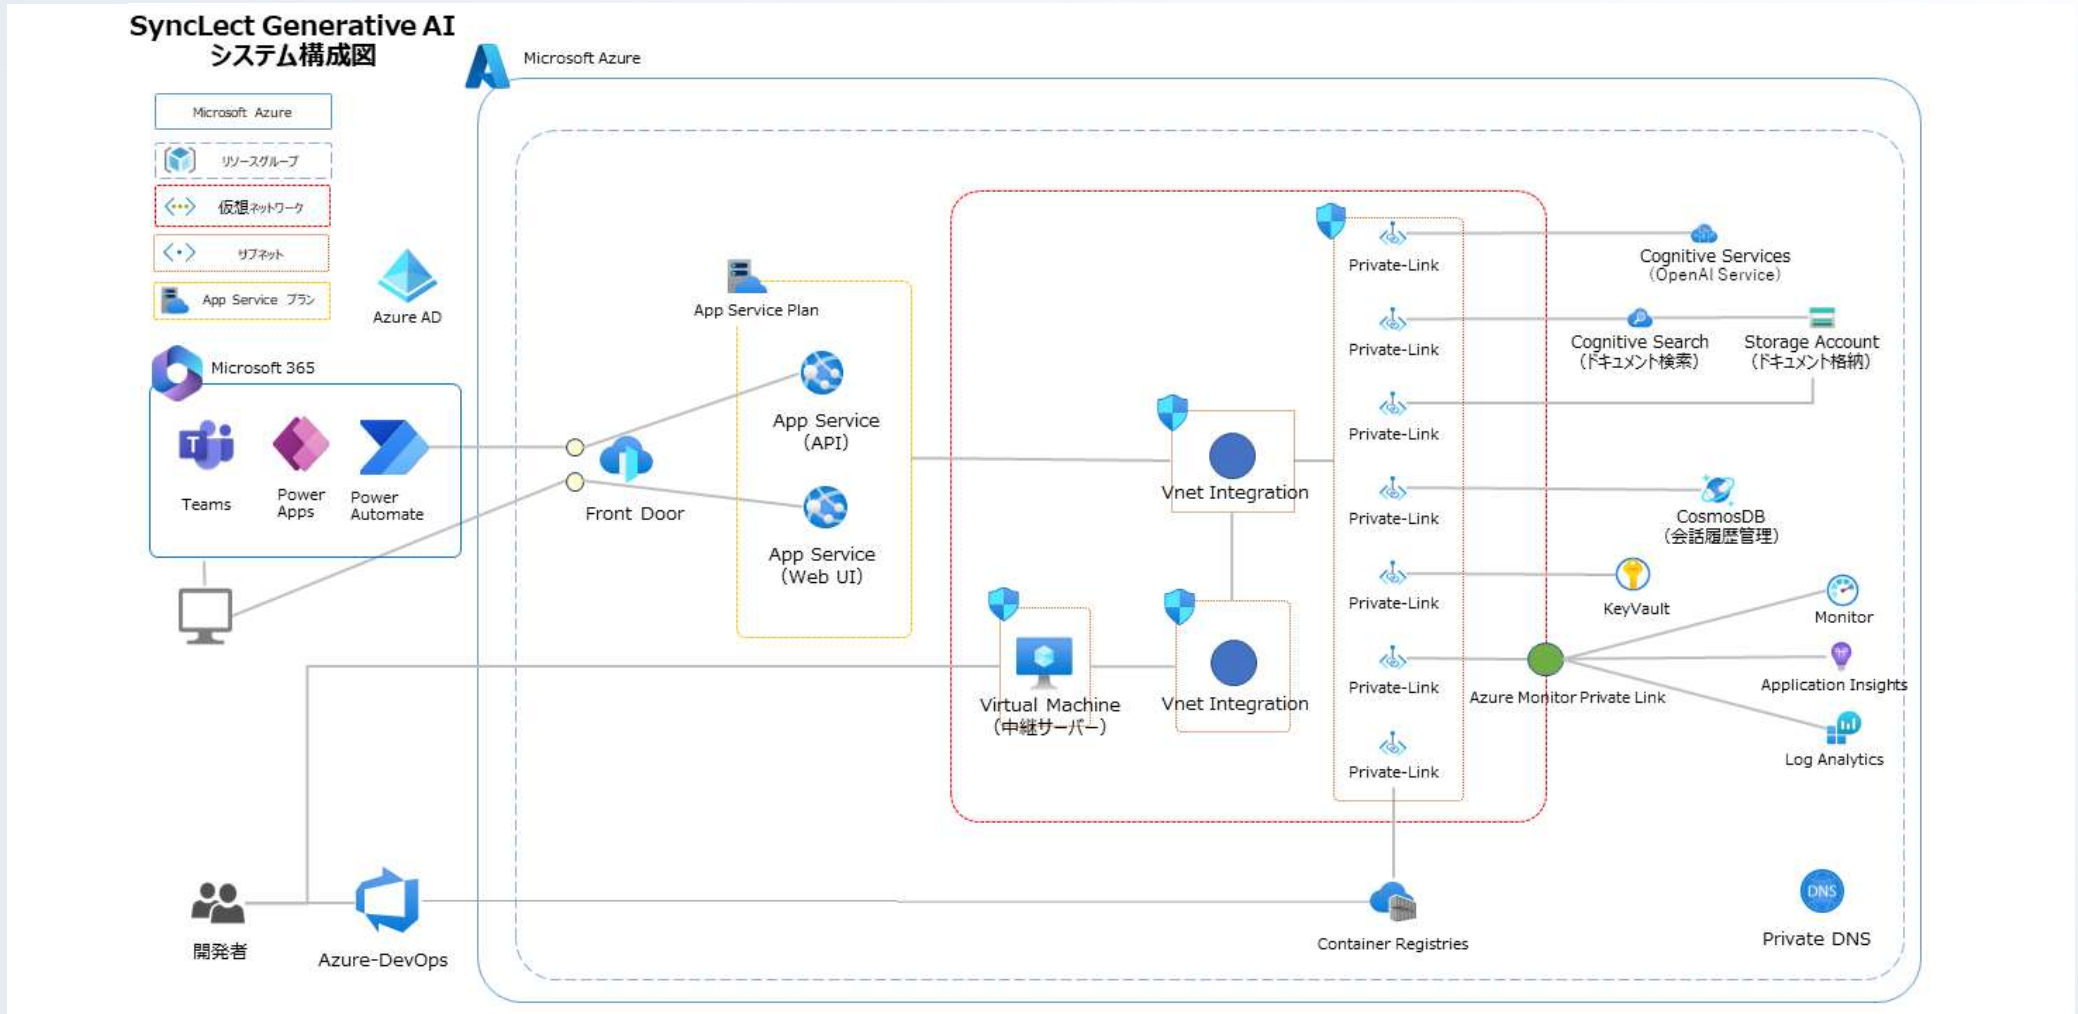 SyncLect Generative AI
システム構成図
Microsoft Azure
Microsoft Azure
リソースグループ
仮想ネットワーク
サブネット
App Service プラン
Azure AD
Microsoft 365
Teams
Power
Apps
Power
Automate
Front Door
App Service Plan
App Service
（API）
App Service
（Web UI）
Vnet Integration
Virtual Machine
（中継サーバー）
Vnet Integration
Private-Link
Private-Link
Private-Link
Private-Link
Private-Link
Private-Link
Private-Link
Cognitive Services
（OpenAI Service）
Cognitive Search
（ドキュメント検索）
Storage Account
（ドキュメント格納）
CosmosDB
（会話履歴管理）
KeyVault
Monitor
Application Insights
Azure Monitor Private Link
Log Analytics
開発者
Azure-DevOps
Container Registries
DNS
Private DNS